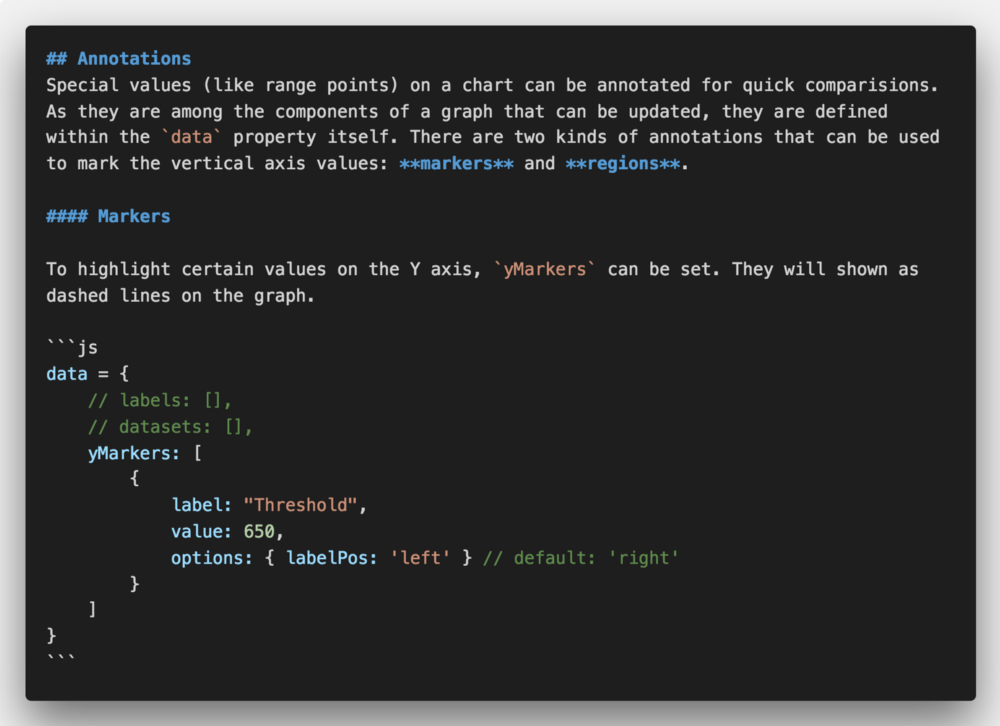 ## Annotations
Special values (like range points) on a chart can be annotated for quick comparisions.
As they are among the components of a graph that can be updated, they are defined
within the `data` property itself. There are two kinds of annotations that can be used
to mark the vertical axis values: **markers** and **regions**.

#### Markers

To highlight certain values on the Y axis, `yMarkers` can be set. They will shown as
dashed lines on the graph.

```js
data = {
    // labels: [],
    // datasets: [],
    yMarkers: [
        {
            label: "Threshold",
            value: 650,
            options: { labelPos: 'left' } // default: 'right'
        }
    ]
}
```